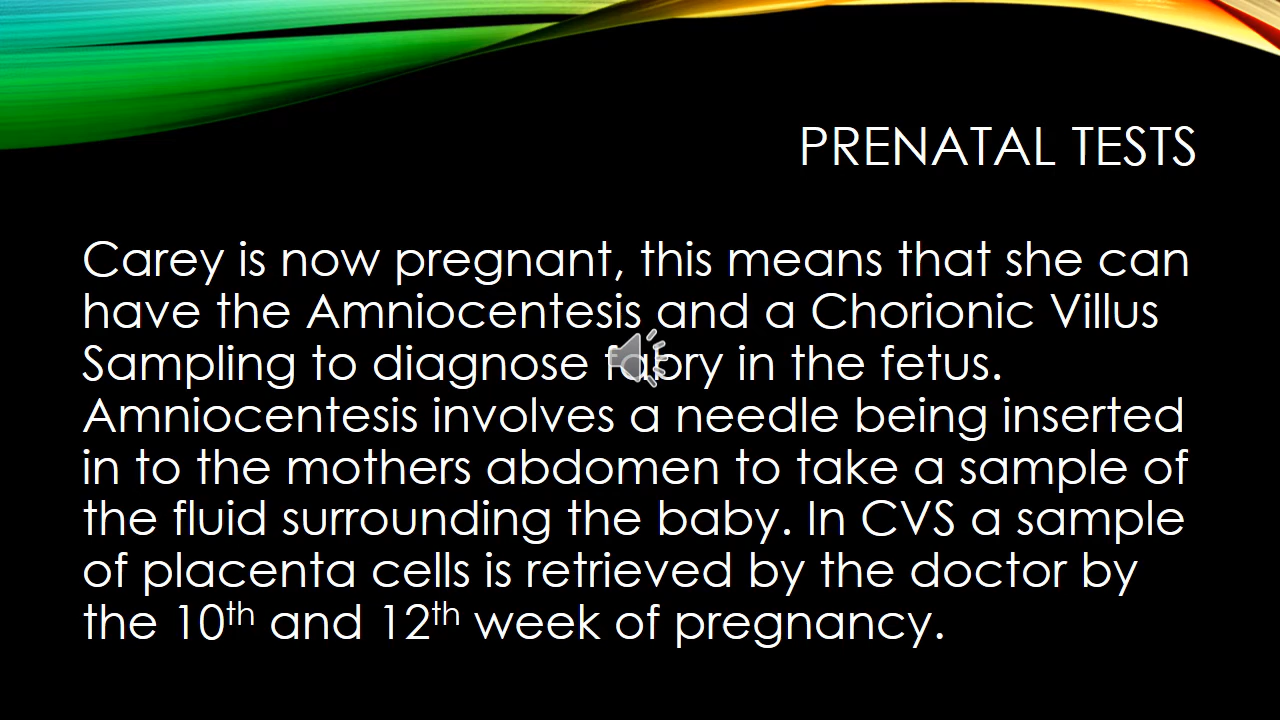 PRENATAL TESTS
Carey is now pregnant, this means that she can
have the Amniocentesis and a Chorionic Villus
Sampling to diagnose fabry in the fetus.
Amniocentesis involves a needle being inserted
in to the mothers abdomen to take a sample of
the fluid surrounding the baby. In CVS a sample
of placenta cells is retrieved by the doctor by
the 10th and 12th week of pregnancy.